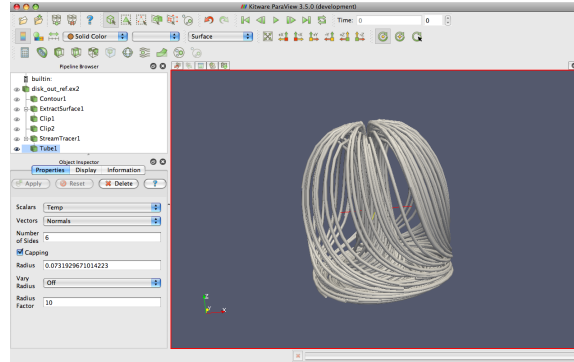 Kitware ParaView 3.5.0 (development)
Time: 0
0
Solid Color
Surface
Pipeline Browser
builtin:
disk_out_ref.ex2
Contour1
ExtractSurface1
Clip1
Clip2
StreamTracer1
Tube1
Object Inspector
Properties Display Information
Apply Reset Delete ?
Scalars Temp
Vectors Normals
Number
of Sides 6
Capping
Radius 0.0731929671014223
Vary
Radius Off
Radius
Factor 10
Z
Y X